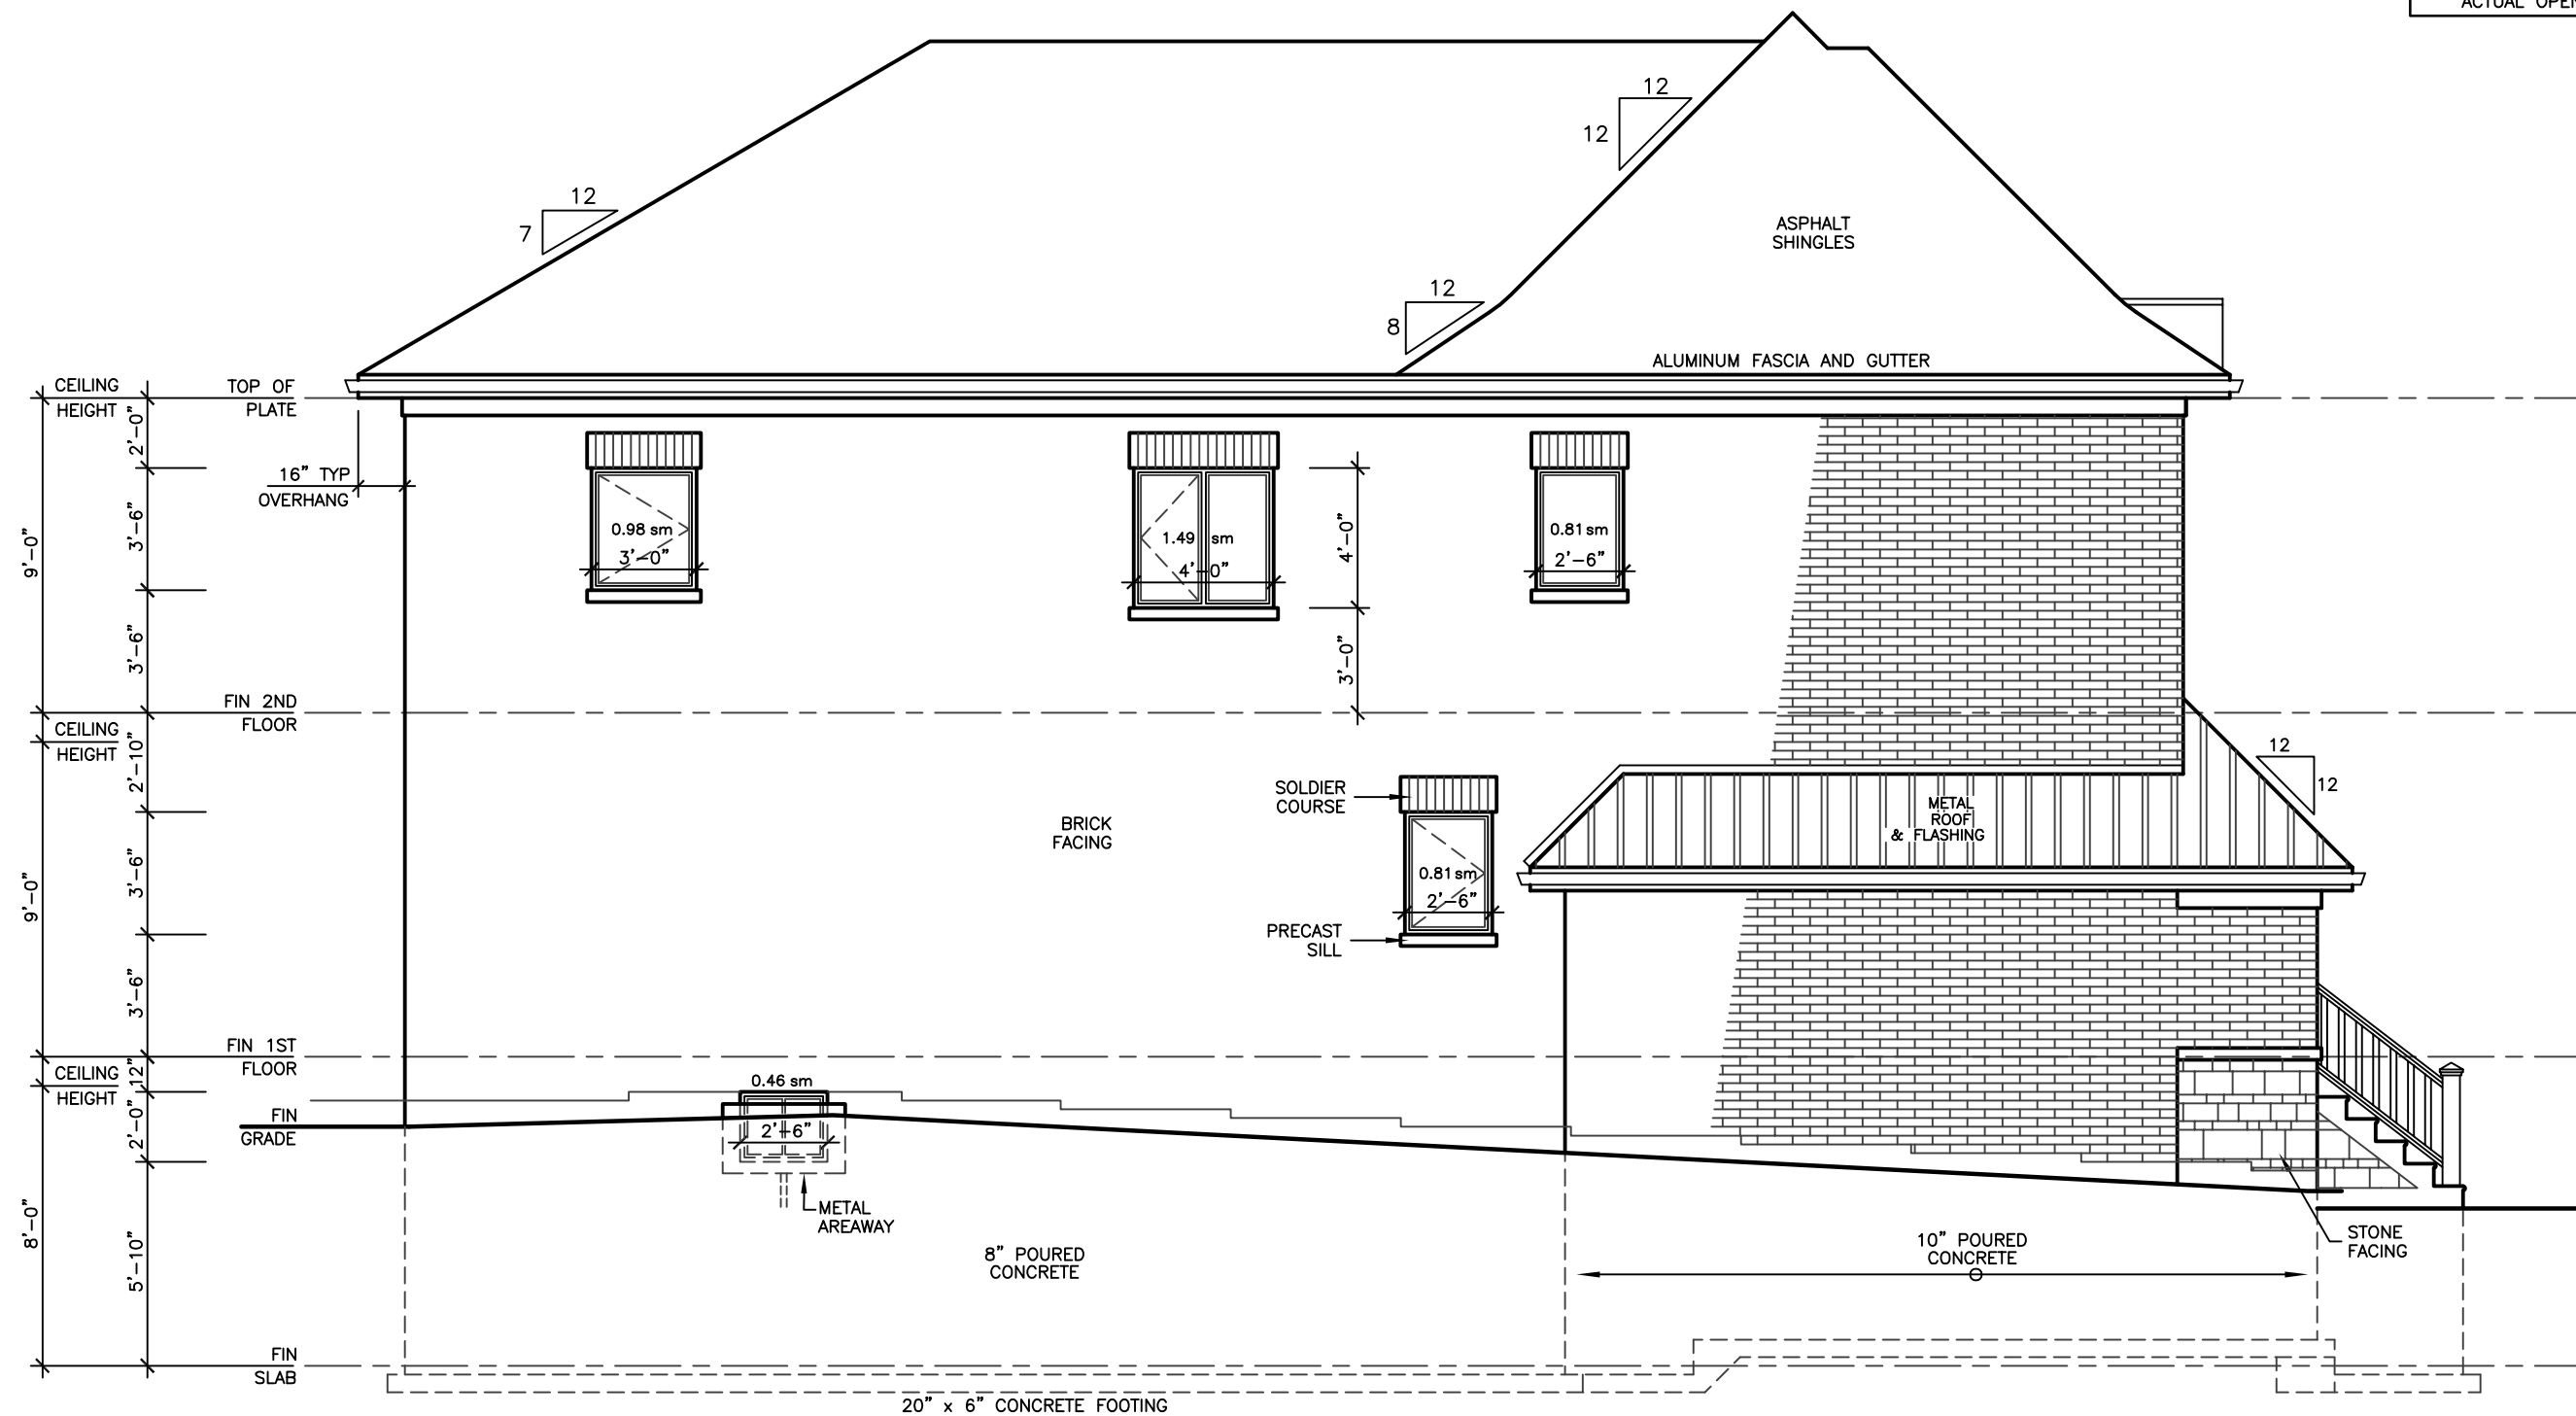 ACTUAL OPEN
12
12
12
7
ASPHALT
SHINGLES
12
8
ALUMINUM FASCIA AND GUTTER
CEILING
HEIGHT
TOP OF
PLATE
2'-0"
16" TYP
OVERHANG
3'-6"
9'-0"
3'-6"
0.98 sm
3'-0"
1.49 sm
4'-0"
4'-0"
3'-0"
0.81 sm
2'-6"
FIN 2ND
FLOOR
CEILING
HEIGHT
2'-10"
12
12
SOLDIER
COURSE
METAL
ROOF
& FLASHING
BRICK
FACING
3'-6"
9'-0"
0.81 sm
2'-6"
PRECAST
SILL
3'-6"
FIN 1ST
FLOOR
CEILING
HEIGHT
12"
0.46 sm
2'-6"
2'-0"
FIN
GRADE
METAL
AREAWAY
8'-0"
5'-10"
8" POURED
CONCRETE
10" POURED
CONCRETE
STONE
FACING
FIN
SLAB
20" x 6" CONCRETE FOOTING